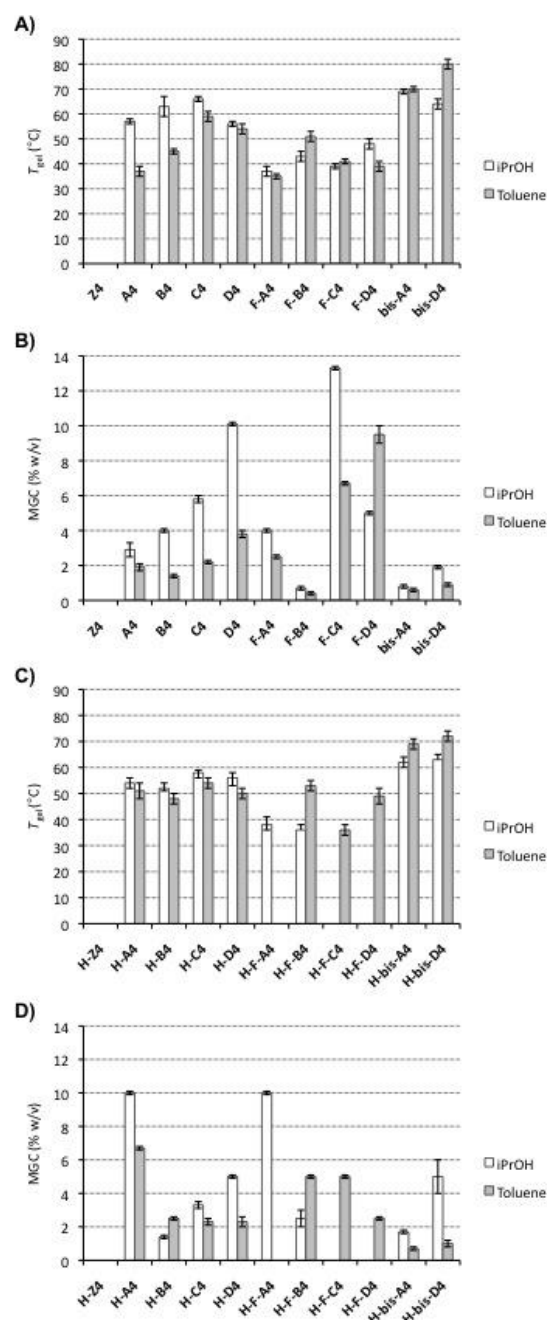 A)
90
80
70
60
50
40
30
20
10
0
Tgel (°C)
iPrOH
Toluene
Z4 A4 B4 C4 D4 F-A4 F-B4 F-C4 F-D4 bis-A4 bis-D4
B)
14
12
10
8
6
4
2
0
MGC (% w/v)
iPrOH
Toluene
Z4 A4 B4 C4 D4 F-A4 F-B4 F-C4 F-D4 bis-A4 bis-D4
C)
90
80
70
60
50
40
30
20
10
0
Tgel (°C)
iPrOH
Toluene
H-Z4 H-A4 H-B4 H-C4 H-D4 H-F-A4 H-F-B4 H-F-C4 H-F-D4 H-bis-A4 H-bis-D4
D)
14
12
10
8
6
4
2
0
MGC (% w/v)
iPrOH
Toluene
H-Z4 H-A4 H-B4 H-C4 H-D4 H-F-A4 H-F-B4 H-F-C4 H-F-D4 H-bis-A4 H-bis-D4